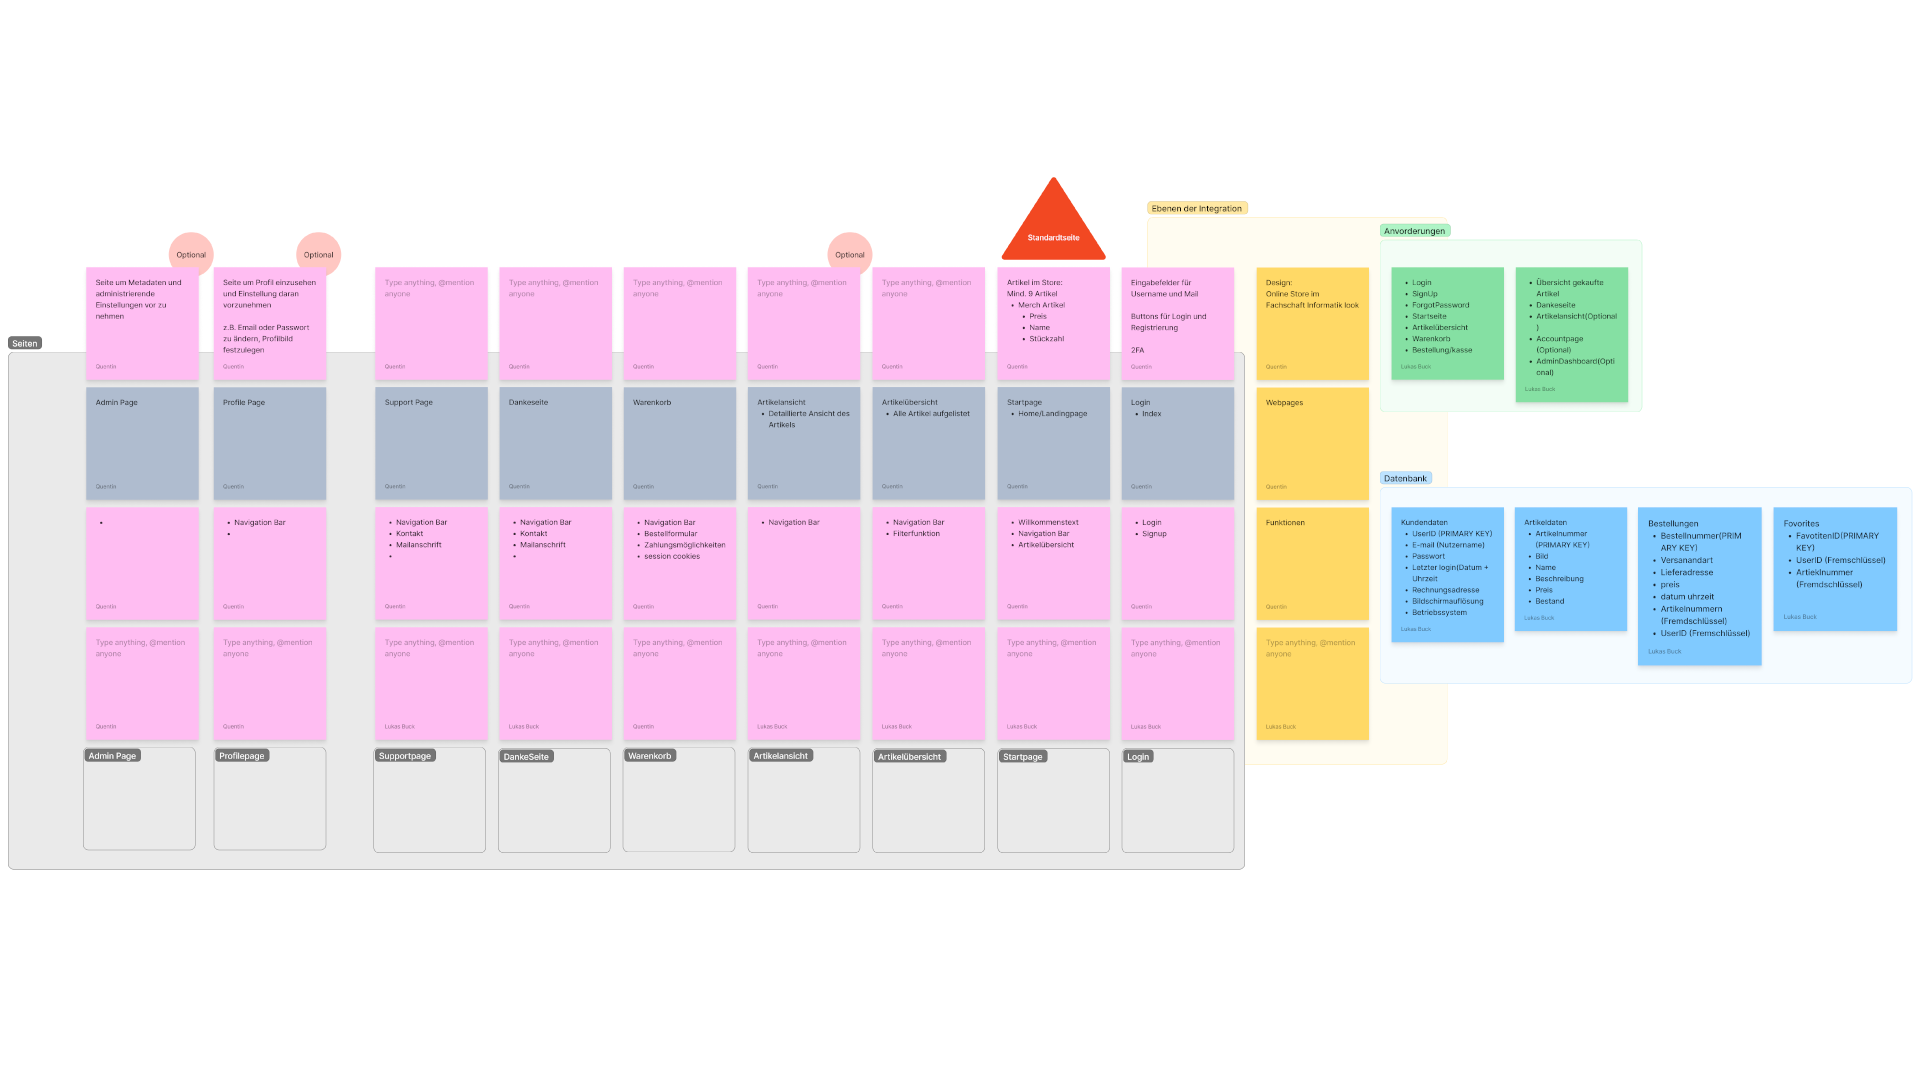 Standardtseite
Ebenen der Integration
Anvorderungen
Optional
Optional
Optional
Seite um Metadaten und
administrierende
Einstellungen vor zu
nehmen
Quentin
Seite um Profil einzusehen
und Einstellung daran
vorzunehmen
z.B. Email oder Passwort
zu ändern, Profilbild
festzulegen
Quentin
Type anything, @mention
anyone
Quentin
Type anything, @mention
anyone
Quentin
Type anything, @mention
anyone
Quentin
Type anything, @mention
anyone
Quentin
Type anything, @mention
anyone
Quentin
Artikel im Store:
Mind. 9 Artikel
• Merch Artikel
• Preis
• Name
• Stückzahl
Quentin
Eingabefelder für
Username und Mail
Buttons für Login und
Registrierung
2FA
Quentin
Design:
Online Store im
Fachschaft Informatik look
Quentin
• Login
• SignUp
• ForgotPassword
• Startseite
• Artikelübersicht
• Warenkorb
• Bestellung/kasse
Lukas Buck
• Übersicht gekaufte
Artikel
• Dankeseite
• Artikelansicht(Optional
)
• Accountpage
(Optional)
• AdminDashboard(Opti
onal)
Lukas Buck
Seiten
Admin Page
Quentin
Profile Page
Quentin
Support Page
Quentin
Dankeseite
Quentin
Warenkorb
Quentin
Artikelansicht
• Detaillierte Ansicht des
Artikels
Quentin
Artikelübersicht
• Alle Artikel aufgelistet
Quentin
Startpage
• Home/Landingpage
Quentin
Login
• Index
Quentin
Webpages
Quentin
Datenbank
•
Quentin
• Navigation Bar
•
Quentin
• Navigation Bar
• Kontakt
• Mailanschrift
•
Quentin
• Navigation Bar
• Kontakt
• Mailanschrift
•
Quentin
• Navigation Bar
• Bestellformular
• Zahlungsmöglichkeiten
• session cookies
Quentin
• Navigation Bar
Quentin
• Navigation Bar
• Filterfunktion
Quentin
• Willkommenstext
• Navigation Bar
• Artikelübersicht
Quentin
• Login
• Signup
Quentin
Funktionen
Quentin
Kundendaten
• UserID (PRIMARY KEY)
• E-mail (Nutzername)
• Passwort
• Letzter login(Datum +
Uhrzeit
• Rechnungsadresse
• Bildschirmauflösung
• Betriebssystem
Lukas Buck
Artikeldaten
• Artikelnummer
(PRIMARY KEY)
• Bild
• Name
• Beschreibung
• Preis
• Bestand
Lukas Buck
Bestellungen
• Bestellnummer(PRIM
ARY KEY)
• Versanandart
• Lieferadresse
• preis
• datum uhrzeit
• Artikelnummern
(Fremdschlüssel)
• UserID (Fremschlüssel)
Lukas Buck
Fovorites
• FavotitenID(PRIMARY
KEY)
• UserID (Fremschlüssel)
• Artieklnummer
(Fremdschlüssel)
Lukas Buck
Type anything, @mention
anyone
Quentin
Type anything, @mention
anyone
Quentin
Type anything, @mention
anyone
Lukas Buck
Type anything, @mention
anyone
Lukas Buck
Type anything, @mention
anyone
Quentin
Type anything, @mention
anyone
Lukas Buck
Type anything, @mention
anyone
Lukas Buck
Type anything, @mention
anyone
Lukas Buck
Type anything, @mention
anyone
Lukas Buck
Type anything, @mention
anyone
Lukas Buck
Admin Page
Profilepage
Supportpage
DankeSeite
Warenkorb
Artikelansicht
Artikelübersicht
Startpage
Login